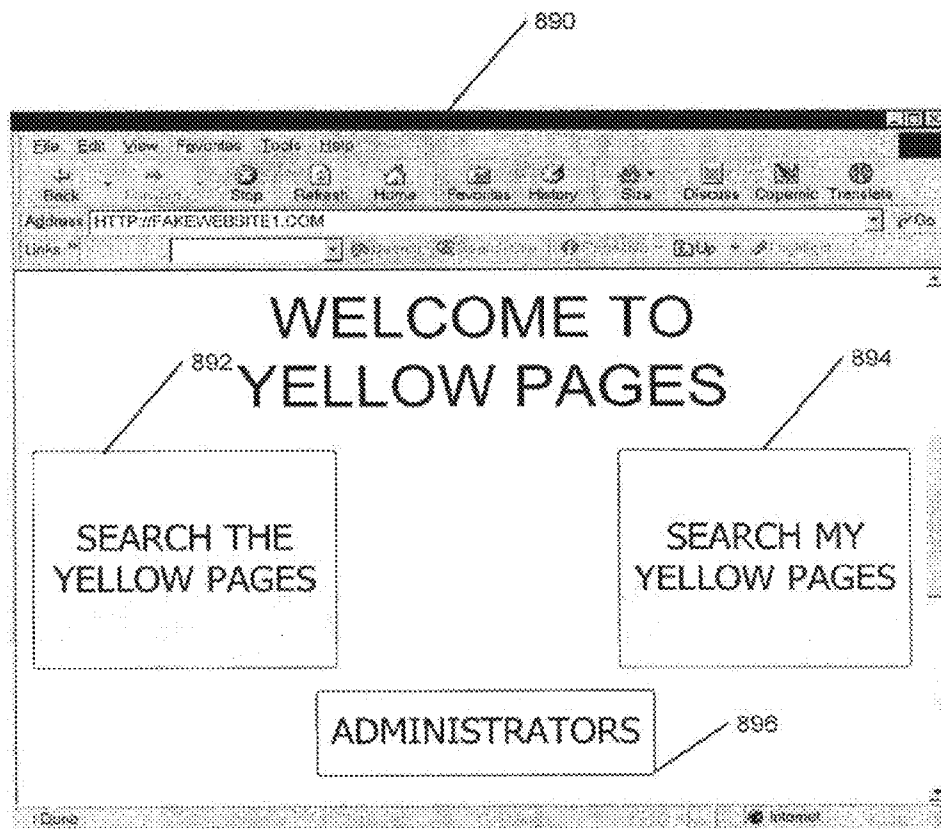 890
File Edit View Favorites Tools Help
Back Stop Refresh Home Favorites History Size Discuss Copernic Translate
Address HTTP://FAKEWEBSITE1.COM Go
Links Up
WELCOME TO
YELLOW PAGES
892
894
SEARCH THE
YELLOW PAGES
SEARCH MY
YELLOW PAGES
ADMINISTRATORS
896
Done Internet